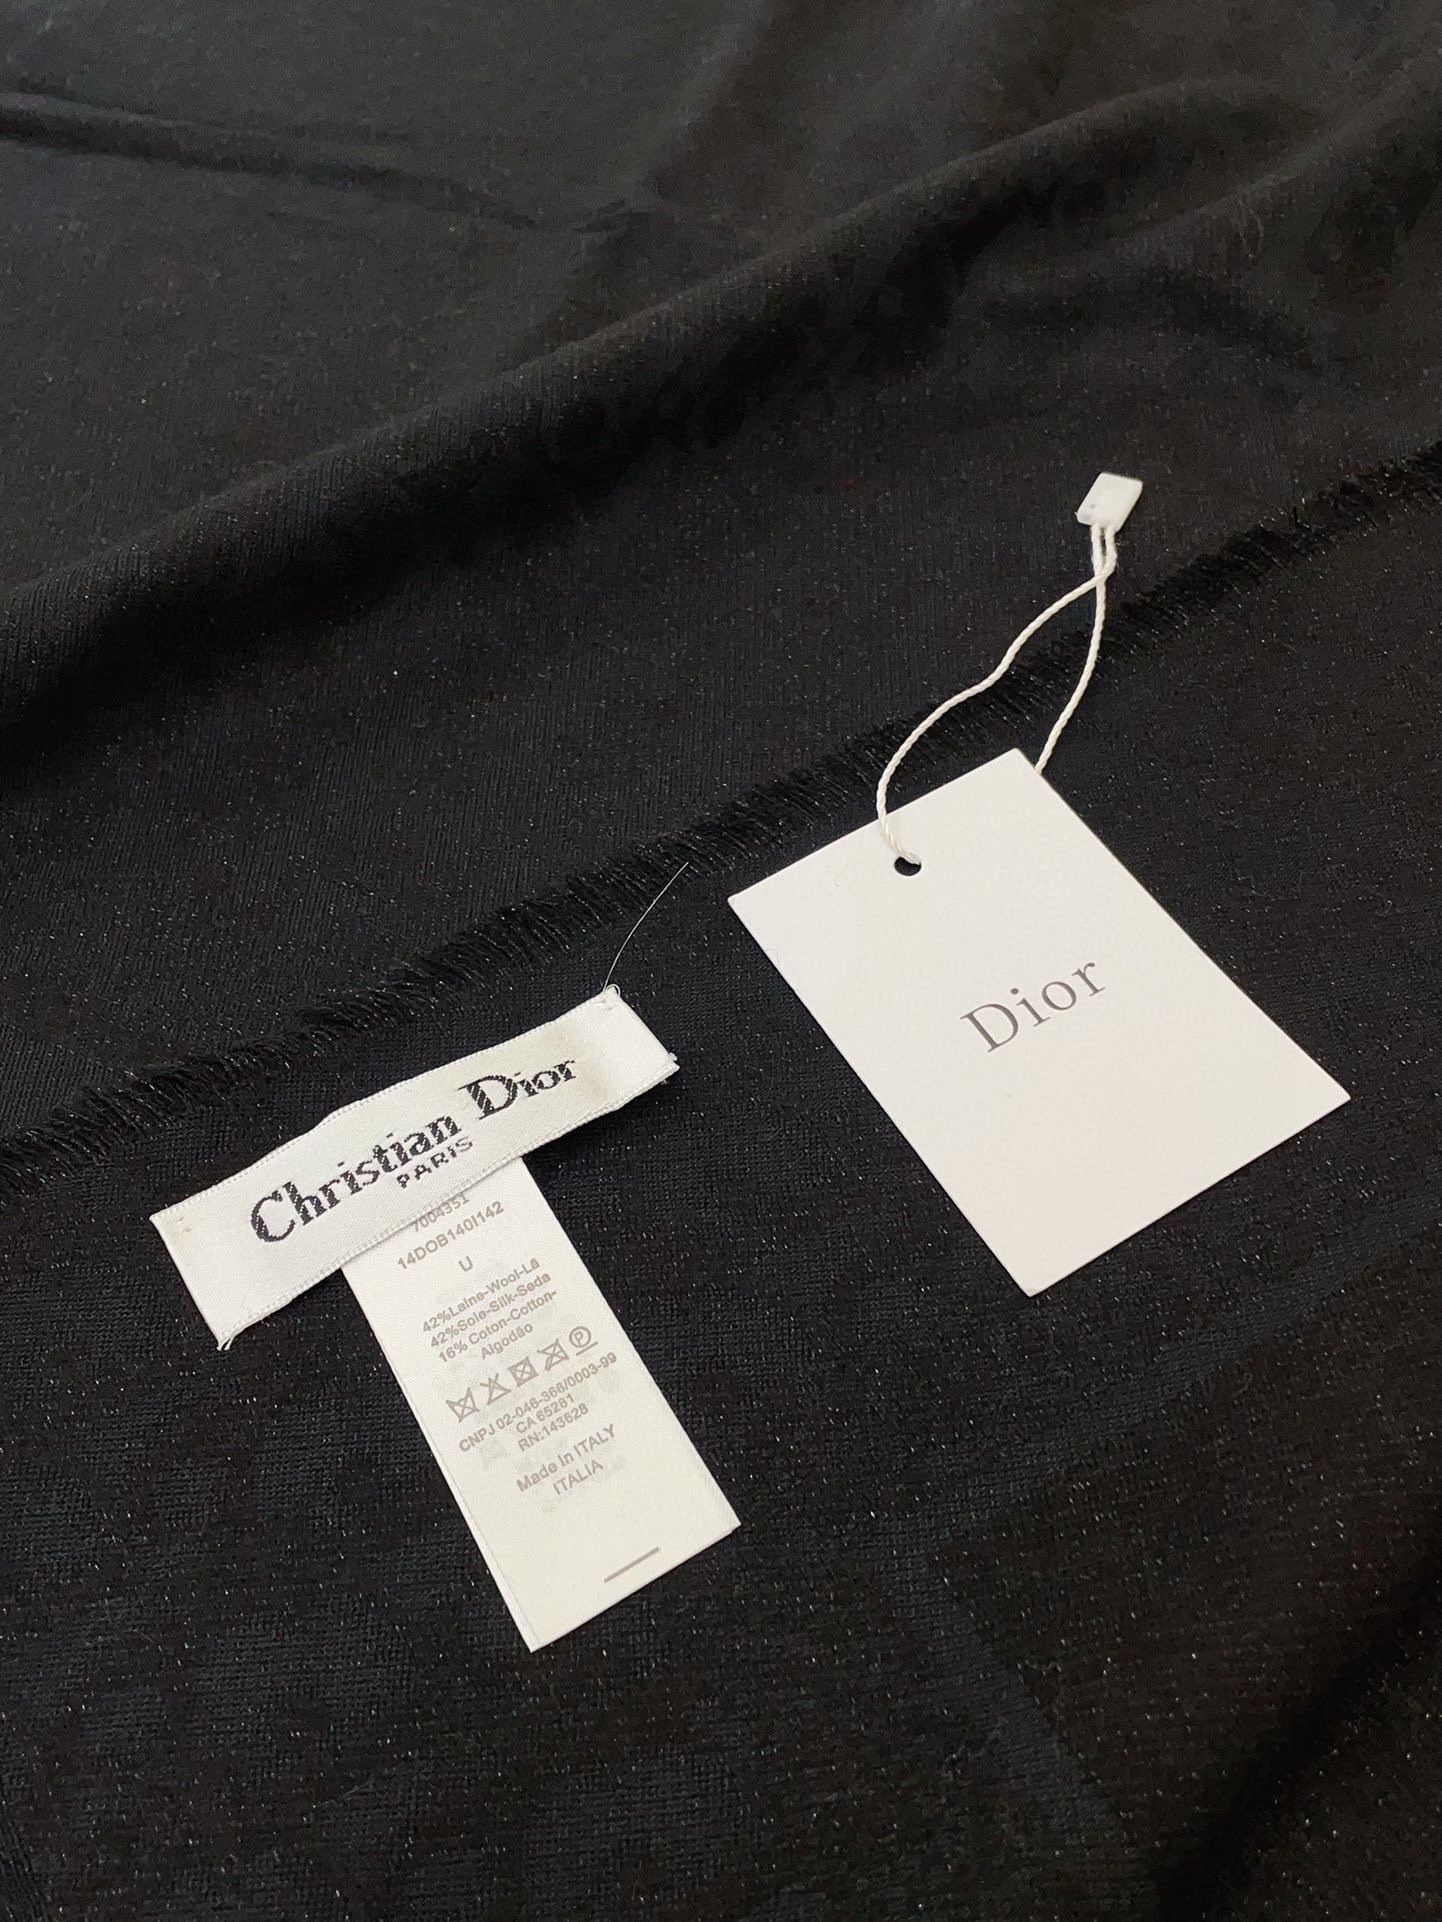 Dior
Christian Dior
PARIS
7004351
14DOB140I142
U
42%Laine-Wool-Lã
42%Soie-Silk-Seda
16% Coton-Cotton-
Algodão
P
CNPJ 02-046-366/0003-99
CA 65281
RN:143628
Made in ITALY
ITALIA